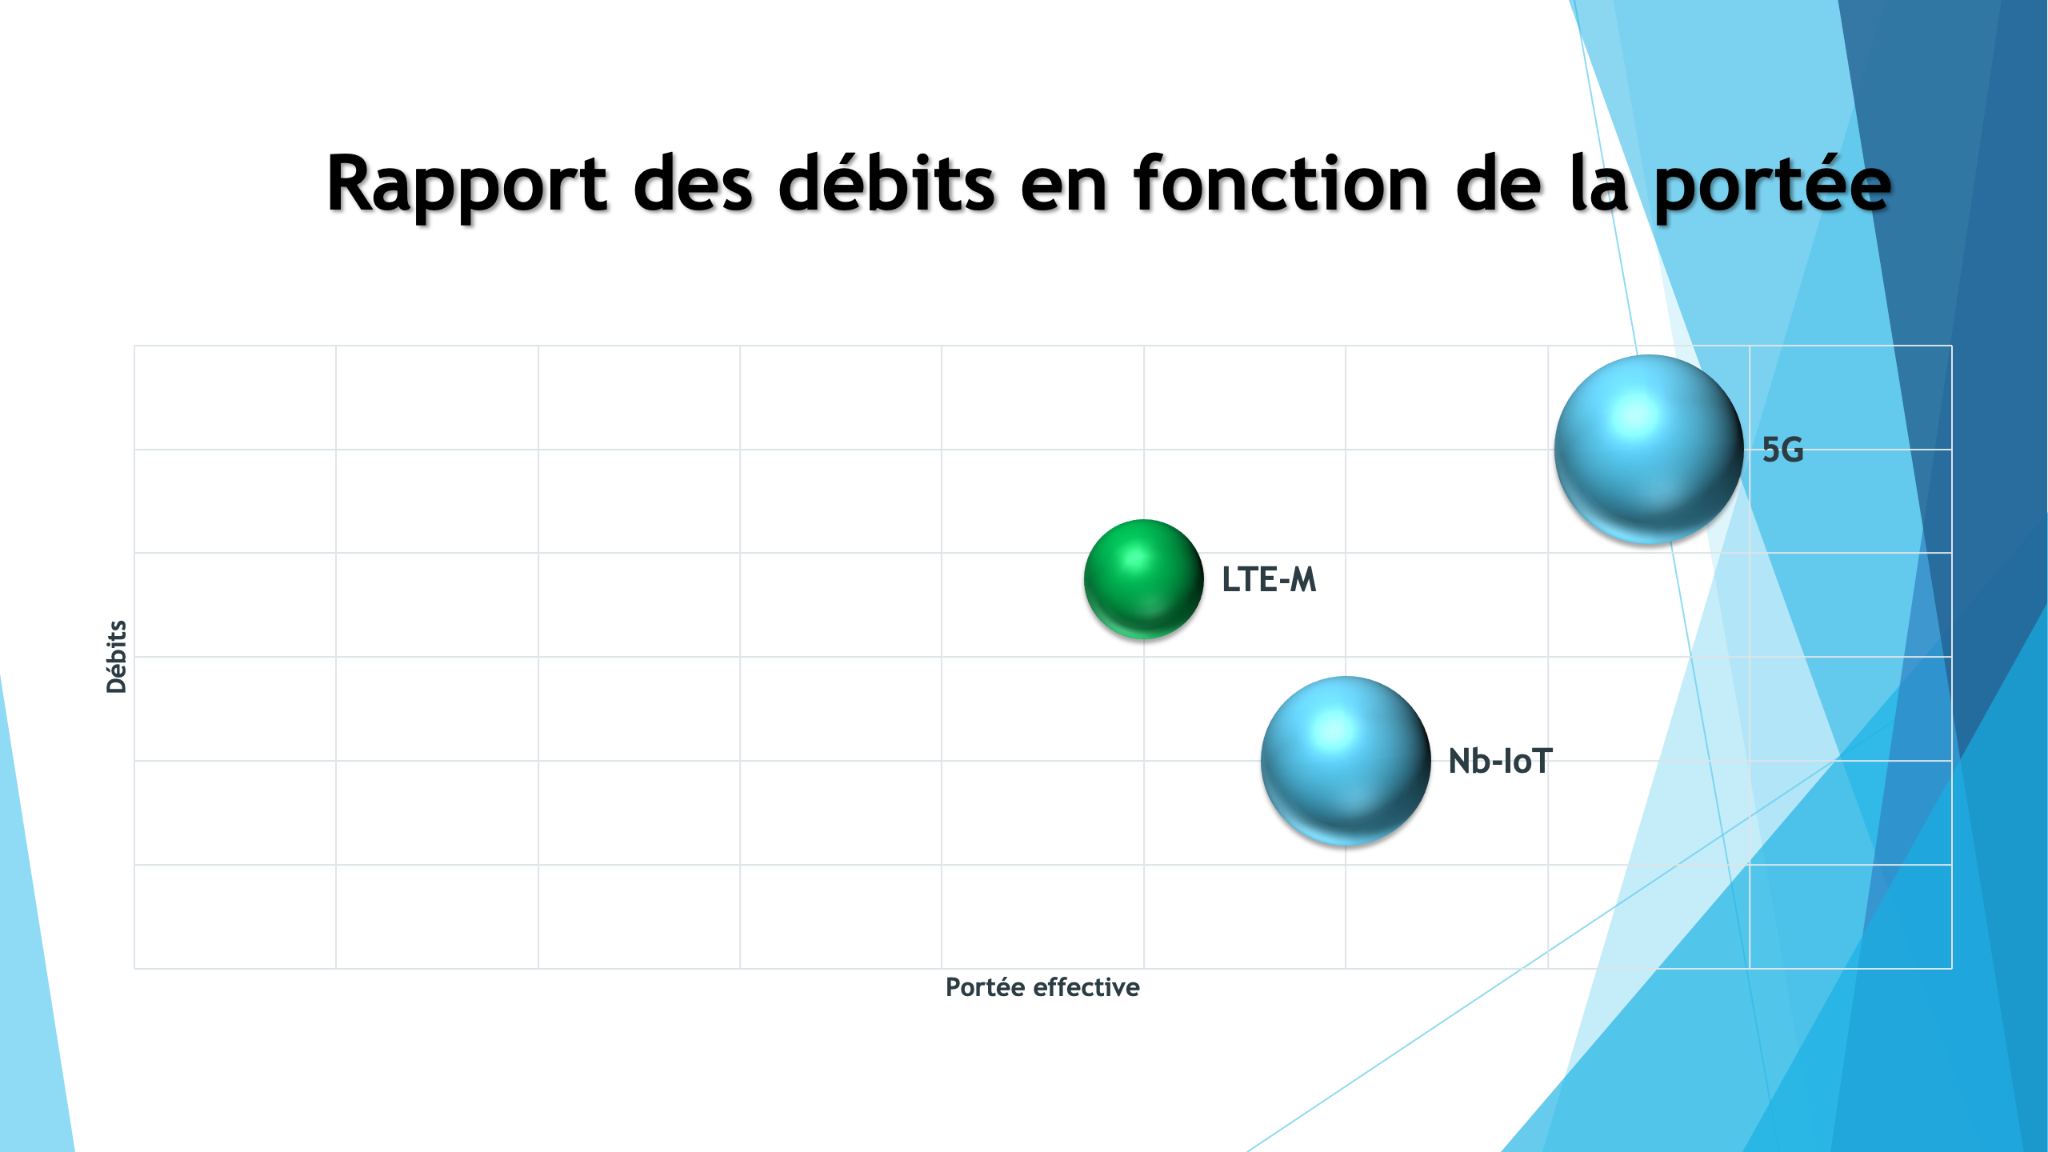 Rapport des débits en fonction de la portée
5G
LTE-M
Débits
Nb-IoT
Portée effective